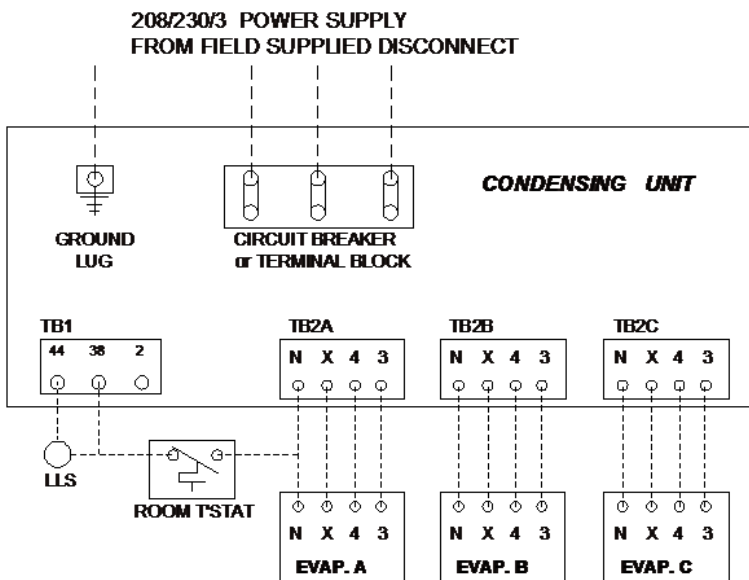 208/230/3 POWER SUPPLY
FROM FIELD SUPPLIED DISCONNECT
CONDENSING UNIT
GROUND
LUG
CIRCUIT BREAKER
or TERMINAL BLOCK
TB1
44 38 2
TB2A
N X 4 3
TB2B
N X 4 3
TB2C
N X 4 3
LLS
ROOM T'STAT
N X 4 3
EVAP. A
N X 4 3
EVAP. B
N X 4 3
EVAP. C